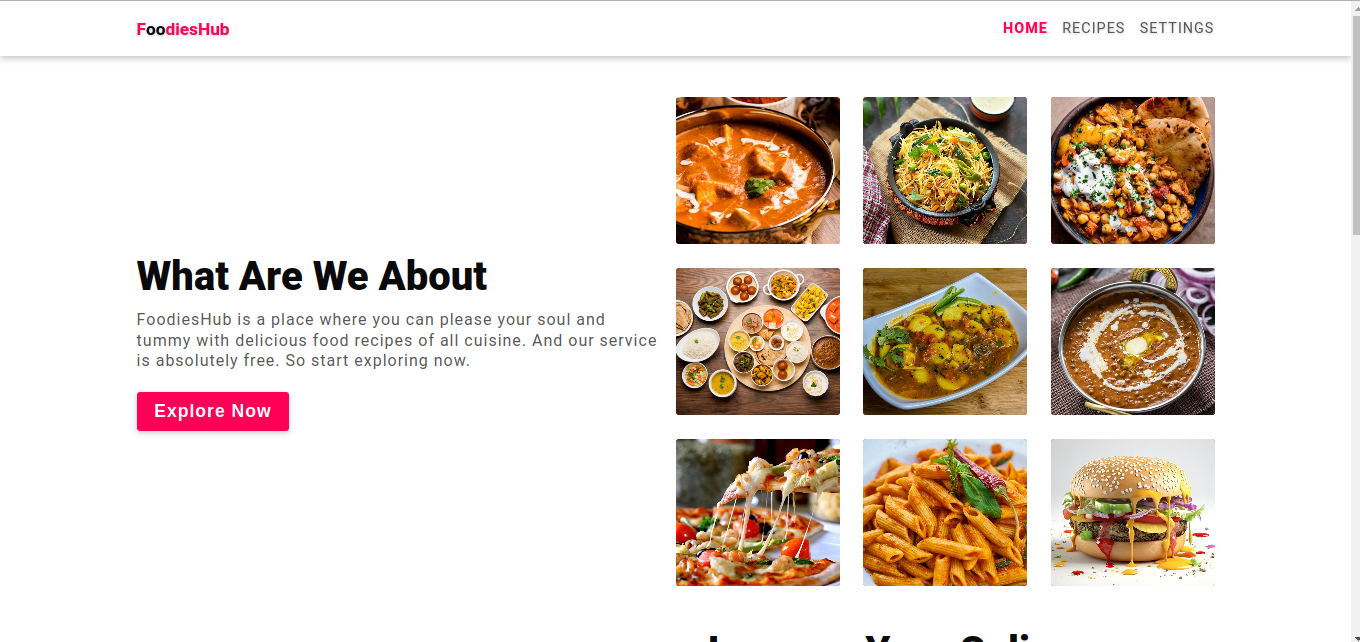 FoodiesHub
HOME RECIPES SETTINGS
What Are We About
FoodiesHub is a place where you can please your soul and
tummy with delicious food recipes of all cuisine. And our service
is absolutely free. So start exploring now.
Explore Now